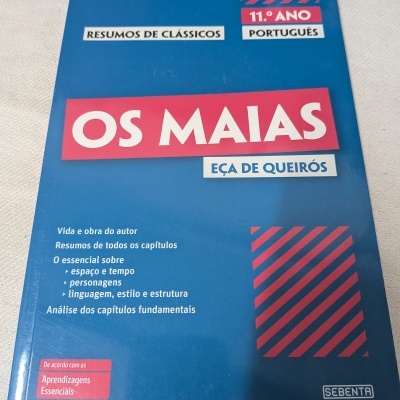 11.º ANO
RESUMOS DE CLÁSSICOS
PORTUGUÊS
OS MAIAS
EÇA DE QUEIRÓS
Vida e obra do autor
Resumos de todos os capítulos
O essencial sobre
▸ espaço e tempo
▸ personagens
▸ linguagem, estilo e estrutura
Análise dos capítulos fundamentais
De acordo com as
Aprendizagens
Essenciais
SEBENTA